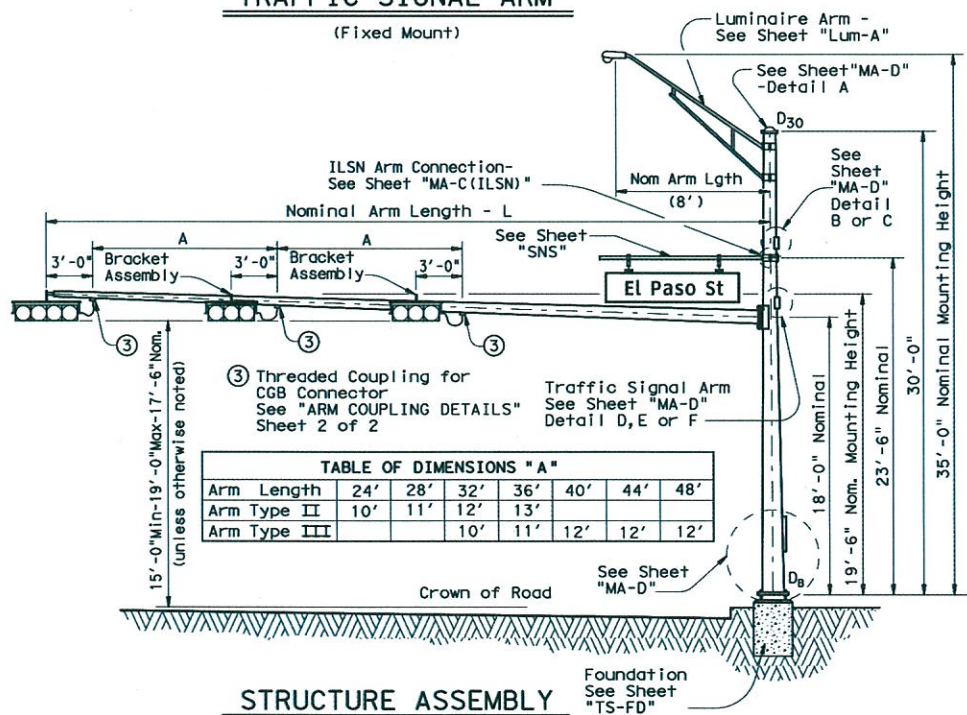 TRAFFIC SIGNAL ARM
(Fixed Mount)
Luminaire Arm -
See Sheet "Lum-A"
See Sheet"MA-D"
-Detail A
D30
See
Sheet
"MA-D"
Detail
B or C
ILSN Arm Connection-
See Sheet "MA-C(ILSN)"
Nom Arm Lgth
(8')
Nominal Arm Length - L
See Sheet
"SNS"
A
A
3'-0"
Bracket
Assembly
3'-0"
Bracket
Assembly
3'-0"
El Paso St
3
3
3
3 Threaded Coupling for
CGB Connector
See "ARM COUPLING DETAILS"
Sheet 2 of 2
Traffic Signal Arm
See Sheet "MA-D"
Detail D,E or F
15'-0"Min-19'-0"Max-17'-6"Nom.
(unless otherwise noted)
18'-0" Nominal
19'-6" Nom. Mounting Height
23'-6" Nominal
30'-0"
35'-0" Nominal Mounting Height
TABLE OF DIMENSIONS "A"
Arm Length 24' 28' 32' 36' 40' 44' 48'
Arm Type II 10' 11' 12' 13'
Arm Type III 10' 11' 12' 12' 12'
See Sheet
"MA-D"
DB
Crown of Road
Foundation
See Sheet
"TS-FD"
STRUCTURE ASSEMBLY